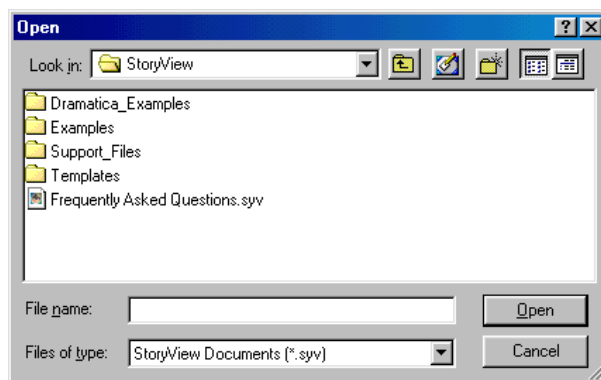 Open
Look in: StoryView
Dramatica_Examples
Examples
Support_Files
Templates
Frequently Asked Questions.syv
File name: Open
Files of type: StoryView Documents (*.syv) Cancel